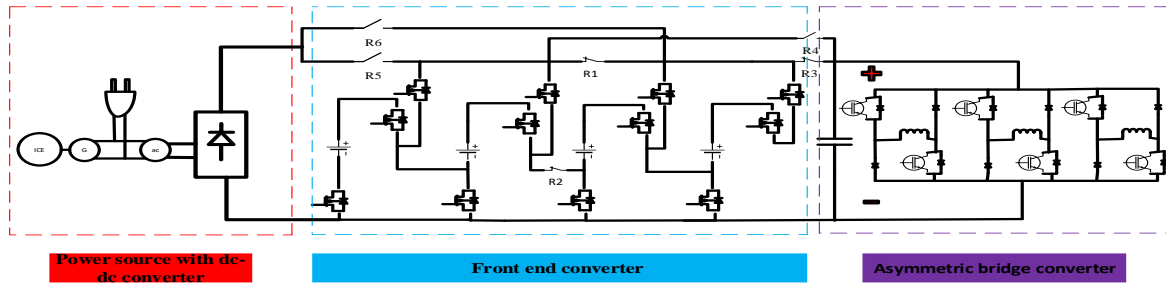 R6
R5
R1
R4
R3
R2
ICE
G
ac
+
-
Power source with dc-
dc converter
Front end converter
Asymmetric bridge converter